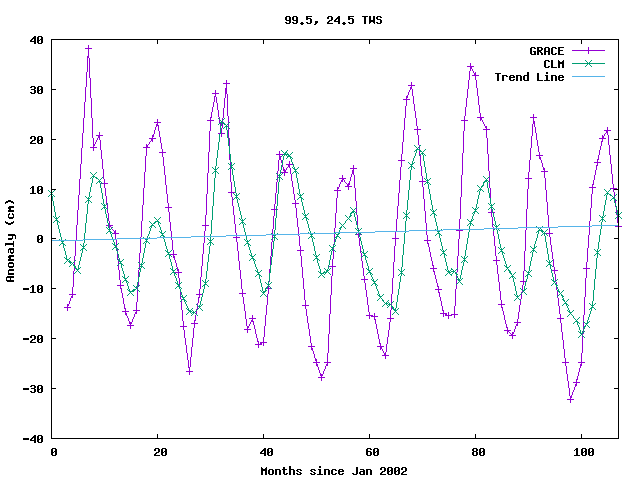 99.5, 24.5 TWS
GRACE
CLM
Trend Line
40
30
20
10
0
-10
-20
-30
-40
Anomaly (cm)
0 20 40 60 80 100
Months since Jan 2002